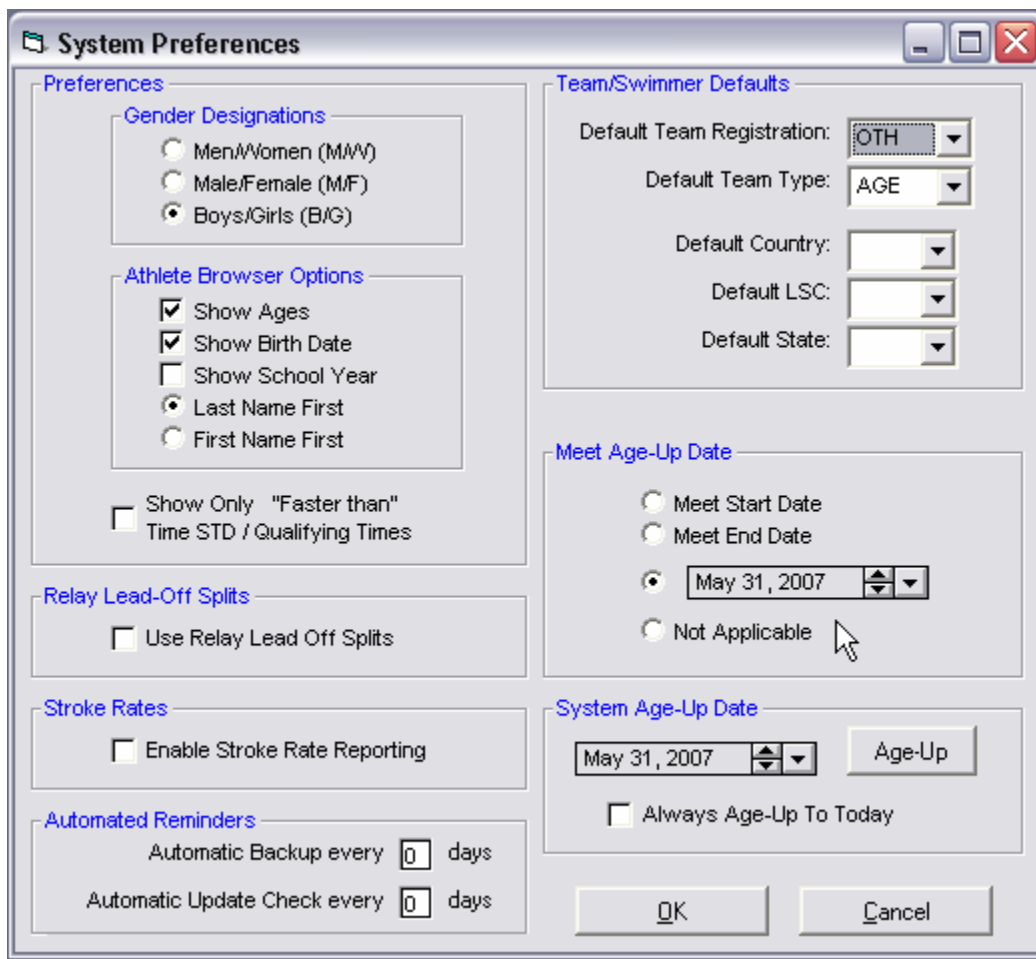 System Preferences
Preferences
Gender Designations
Men/Women (M/W)
Male/Female (M/F)
Boys/Girls (B/G)
Athlete Browser Options
Show Ages
Show Birth Date
Show School Year
Last Name First
First Name First
Show Only "Faster than"
Time STD / Qualifying Times
Relay Lead-Off Splits
Use Relay Lead Off Splits
Stroke Rates
Enable Stroke Rate Reporting
Automated Reminders
Automatic Backup every 0 days
Automatic Update Check every 0 days
Team/Swimmer Defaults
Default Team Registration: OTH
Default Team Type: AGE
Default Country:
Default LSC:
Default State:
Meet Age-Up Date
Meet Start Date
Meet End Date
May 31, 2007
Not Applicable
System Age-Up Date
May 31, 2007 Age-Up
Always Age-Up To Today
OK Cancel